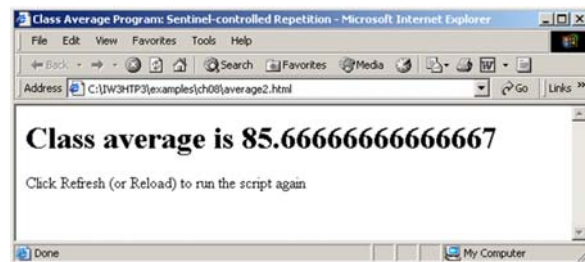 Class Average Program: Sentinel-controlled Repetition - Microsoft Internet Explorer
File Edit View Favorites Tools Help
Back Search Favorites Media
Address C:\IW3HTP3\examples\ch08\average2.html Go Links »
Class average is 85.66666666666667
Click Refresh (or Reload) to run the script again
Done My Computer